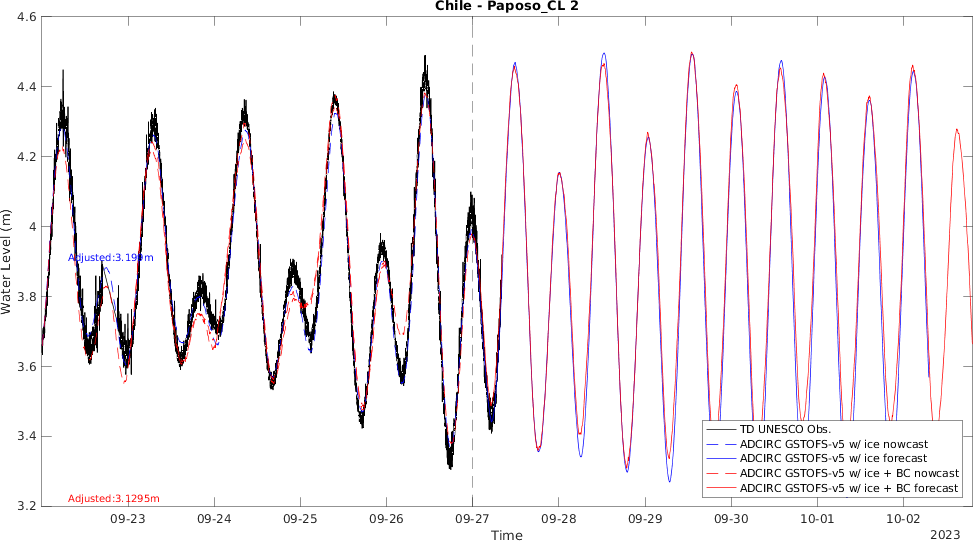 Chile - Paposo_CL 2
4.6
4.4
4.2
4
3.8
3.6
3.4
3.2
Water Level (m)
Adjusted:3.199m
Adjusted:3.1295m
TD UNESCO Obs.
ADCIRC GSTOFS-v5 w/ ice nowcast
ADCIRC GSTOFS-v5 w/ ice forecast
ADCIRC GSTOFS-v5 w/ ice + BC nowcast
ADCIRC GSTOFS-v5 w/ ice + BC forecast
09-23 09-24 09-25 09-26 09-27 09-28 09-29 09-30 10-01 10-02
Time
2023